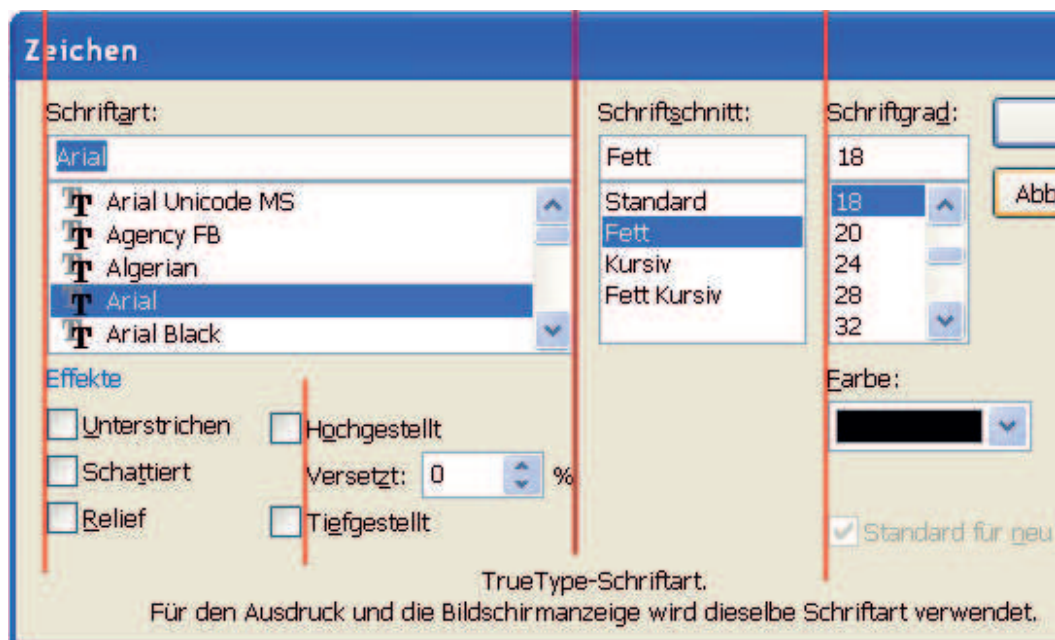 Zeichen
Schriftart: Schriftschnitt: Schriftgrad:
Arial Fett 18
Arial Unicode MS Standard 18
Agency FB Fett 20
Algerian Kursiv 24
Arial Fett Kursiv 28
Arial Black 32
Effekte Farbe:
Unterstrichen Hochgestellt
Schattiert Versetzt: 0 %
Relief Tiefgestellt Standard für neu
TrueType-Schriftart.
Für den Ausdruck und die Bildschirmanzeige wird dieselbe Schriftart verwendet.
Abb